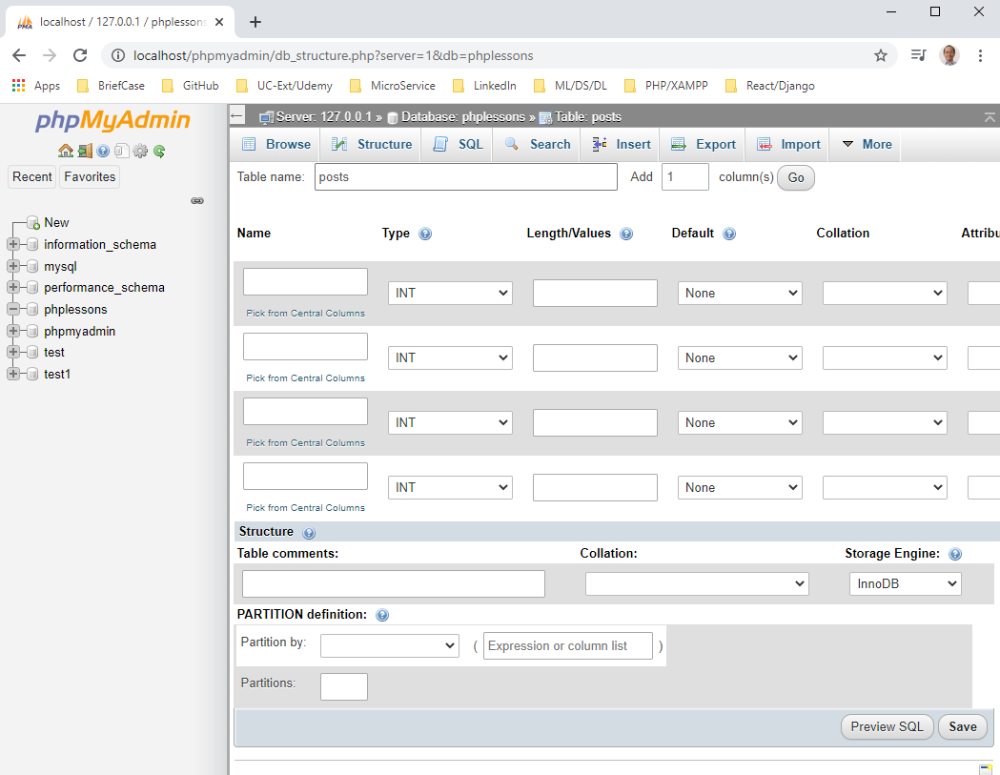 PMA localhost / 127.0.0.1 / phplessons
localhost/phpmyadmin/db_structure.php?server=1&db=phplessons
Apps BriefCase GitHub UC-Ext/Udemy MicroService LinkedIn ML/DS/DL PHP/XAMPP React/Django
phpMyAdmin
Recent Favorites
New
information_schema
mysql
performance_schema
phplessons
phpmyadmin
test
test1
Server: 127.0.0.1 » Database: phplessons » Table: posts
Browse Structure SQL Search Insert Export Import More
Table name: posts Add 1 column(s) Go
Name Type Length/Values Default Collation Attribu
INT None
Pick from Central Columns
INT None
Pick from Central Columns
INT None
Pick from Central Columns
INT None
Pick from Central Columns
Structure
Table comments: Collation: Storage Engine:
InnoDB
PARTITION definition:
Partition by: ( Expression or column list )
Partitions:
Preview SQL Save